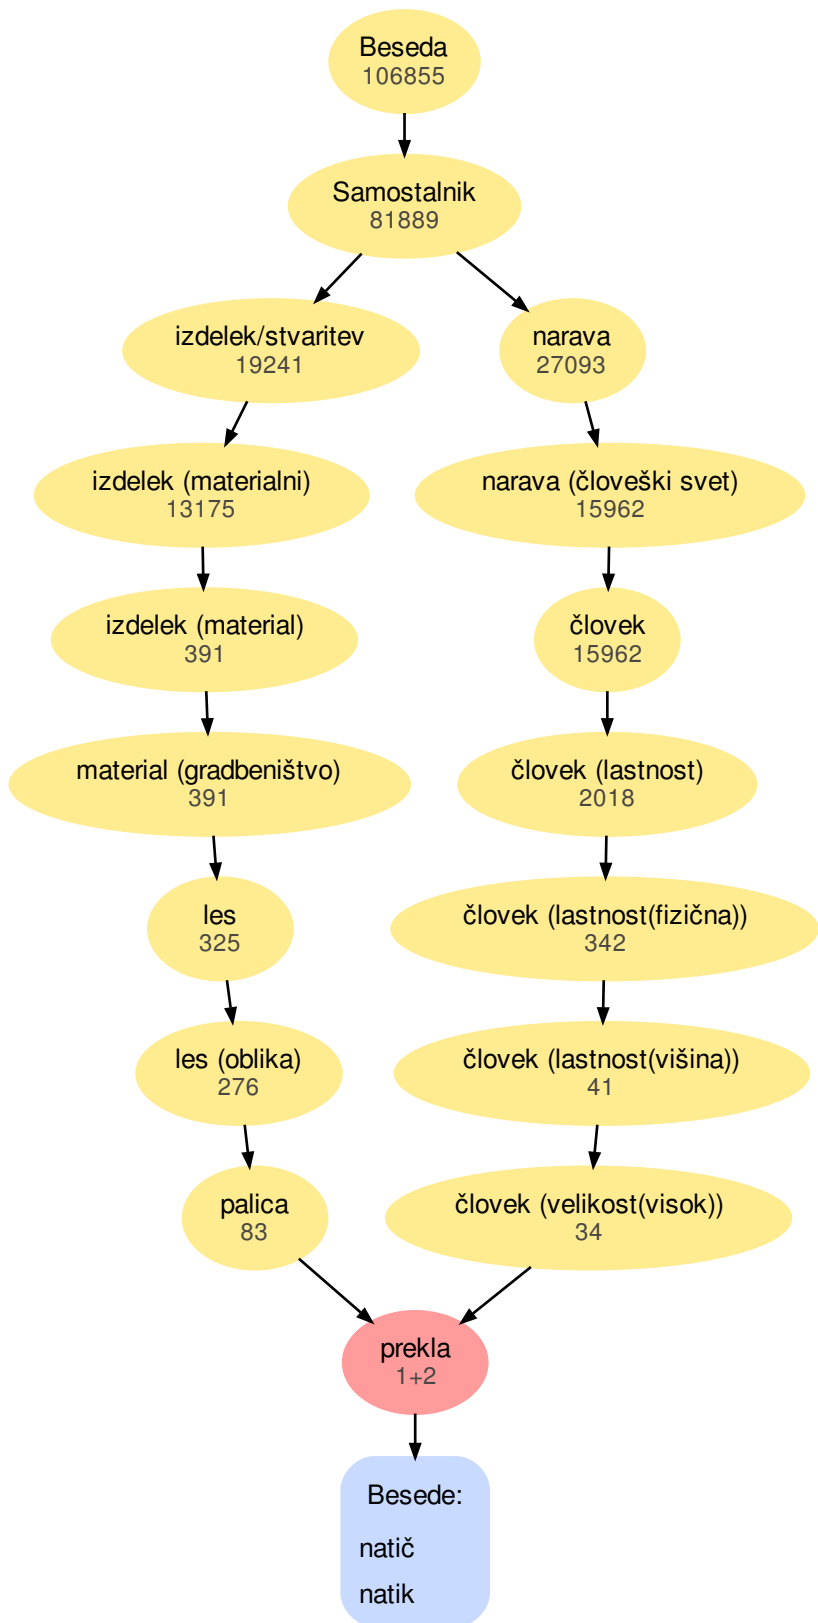 Beseda
106855
Samostalnik
81889
izdelek/stvaritev
19241
narava
27093
izdelek (materialni)
13175
narava (človeški svet)
15962
izdelek (material)
391
človek
15962
material (gradbeništvo)
391
človek (lastnost)
2018
les
325
človek (lastnost(fizična))
342
les (oblika)
276
človek (lastnost(višina))
41
palica
83
človek (velikost(visok))
34
prekla
1+2
Besede:
natič
natik